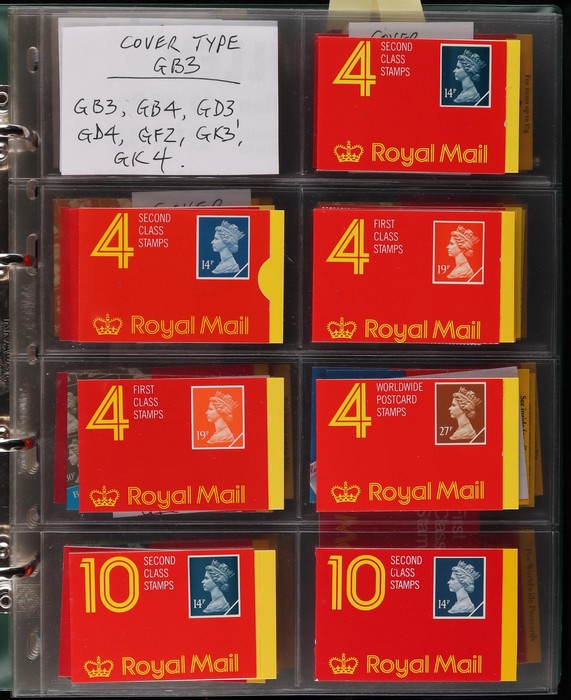 COVER TYPE
GB3
GB3, GB4, GD3
GD4, GF2, GK3,
GK4.
COVER
4 SECOND
CLASS
STAMPS
14P
Royal Mail
COVER
4 SECOND
CLASS
STAMPS
14P
Royal Mail
4 FIRST
CLASS
STAMPS
19P
Royal Mail
4 FIRST
CLASS
STAMPS
19P
Royal Mail
4 WORLDWIDE
POSTCARD
STAMPS
27P
Royal Mail
10 SECOND
CLASS
STAMPS
14P
Royal Mail
10 SECOND
CLASS
STAMPS
14P
Royal Mail